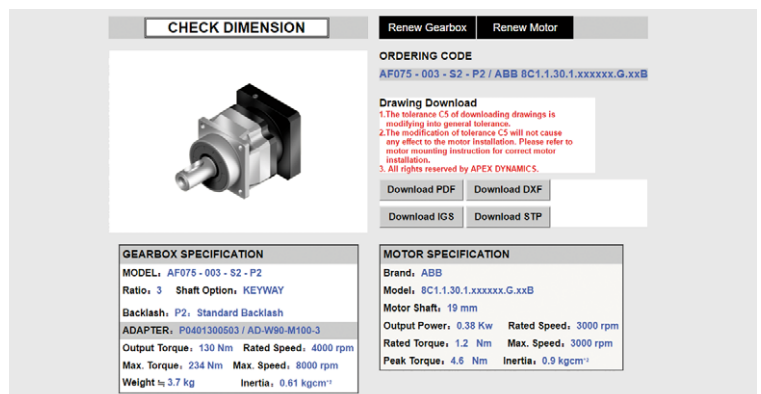 CHECK DIMENSION
Renew Gearbox Renew Motor
ORDERING CODE
AF075 - 003 - S2 - P2 / ABB 8C1.1.30.1.xxxxxx.G.xxB
Drawing Download
1.The tolerance C5 of downloading drawings is
modifying into general tolerance.
2.The modification of tolerance C5 will not cause
any effect to the motor installation. Please refer to
motor mounting instruction for correct motor
installation.
3. All rights reserved by APEX DYNAMICS.
Download PDF Download DXF
Download IGS Download STP
GEARBOX SPECIFICATION
MODEL: AF075 - 003 - S2 - P2
Ratio: 3 Shaft Option: KEYWAY
Backlash: P2: Standard Backlash
ADAPTER: P0401300503 / AD-W90-M100-3
Output Torque: 130 Nm Rated Speed: 4000 rpm
Max. Torque: 234 Nm Max. Speed: 8000 rpm
Weight ≒ 3.7 kg Inertia: 0.61 kgcm⁻²
MOTOR SPECIFICATION
Brand: ABB
Model: 8C1.1.30.1.xxxxxx.G.xxB
Motor Shaft: 19 mm
Output Power: 0.38 Kw Rated Speed: 3000 rpm
Rated Torque: 1.2 Nm Max. Speed: 3000 rpm
Peak Torque: 4.6 Nm Inertia: 0.9 kgcm⁻²